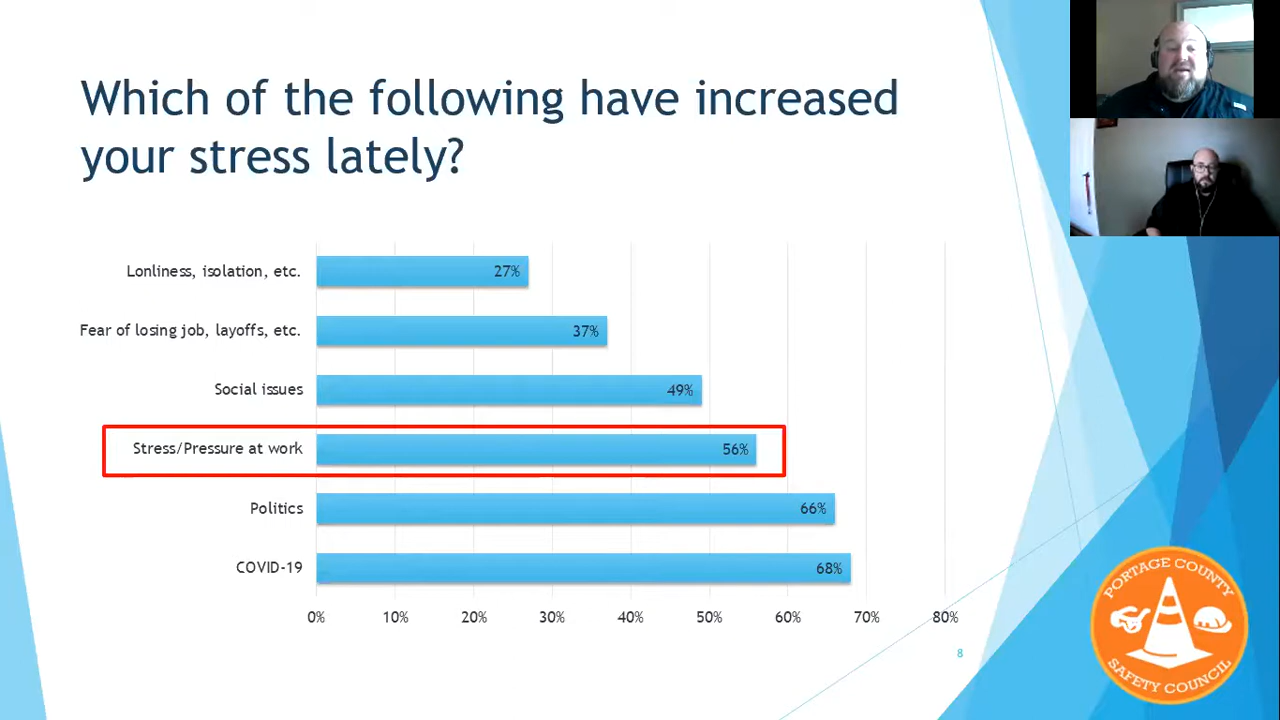 Which of the following have increased
your stress lately?
Lonliness, isolation, etc.
27%
Fear of losing job, layoffs, etc.
37%
Social issues
49%
Stress/Pressure at work
56%
Politics
66%
COVID-19
68%
0% 10% 20% 30% 40% 50% 60% 70% 80%
8
PORTAGE COUNTY
SAFETY COUNCIL